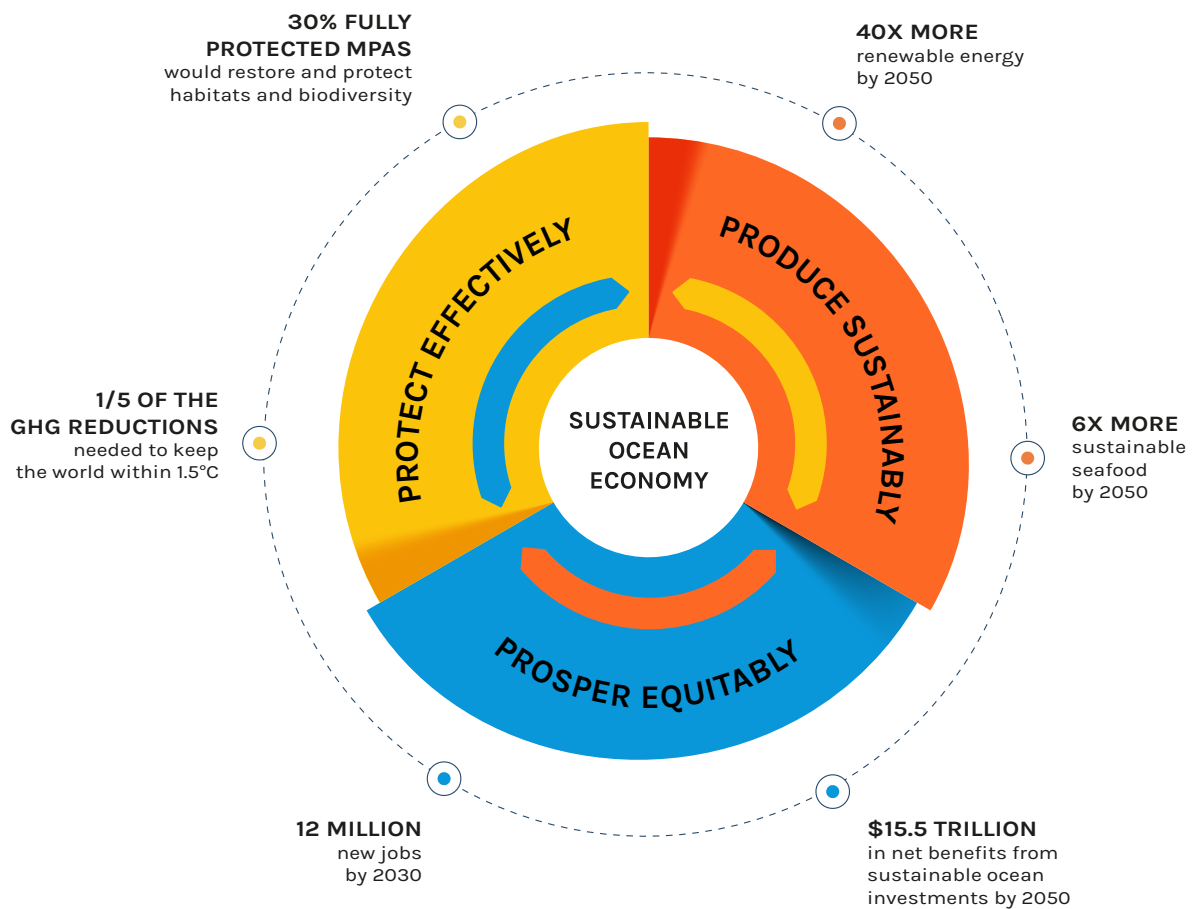 30% FULLY
PROTECTED MPAS
would restore and protect
habitats and biodiversity
40X MORE
renewable energy
by 2050
PROTECT EFFECTIVELY
PRODUCE SUSTAINABLY
1/5 OF THE
GHG REDUCTIONS
needed to keep
the world within 1.5°C
SUSTAINABLE
OCEAN
ECONOMY
6X MORE
sustainable
seafood
by 2050
PROSPER EQUITABLY
12 MILLION
new jobs
by 2030
$15.5 TRILLION
in net benefits from
sustainable ocean
investments by 2050